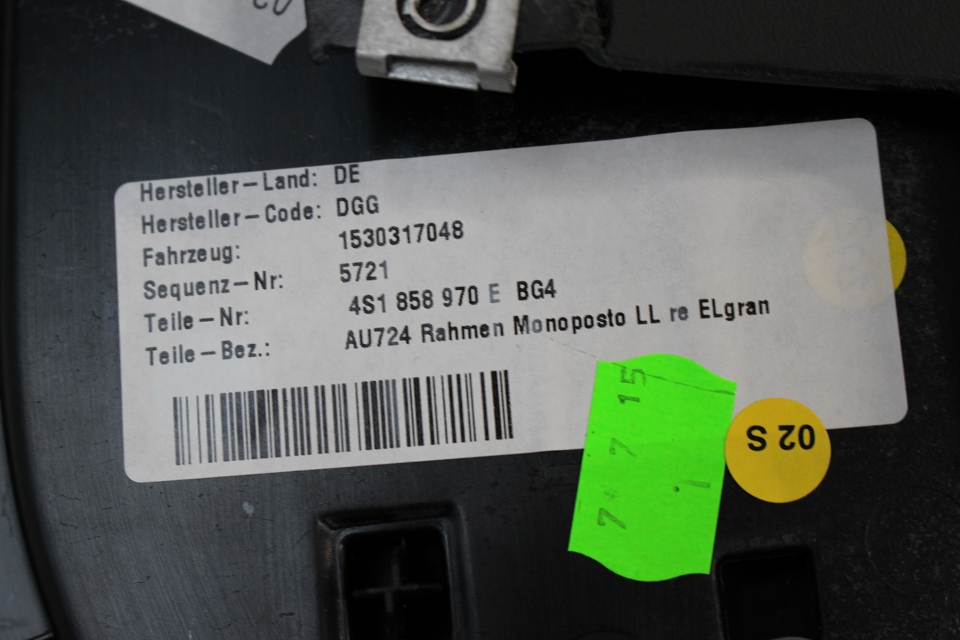 Hersteller-Land: DE
Hersteller-Code: DGG
Fahrzeug: 1530317048
Sequenz-Nr: 5721
Teile-Nr: 4S1 858 970 E BG4
Teile-Bez.: AU724 Rahmen Monoposto LL re ELgran
02 S